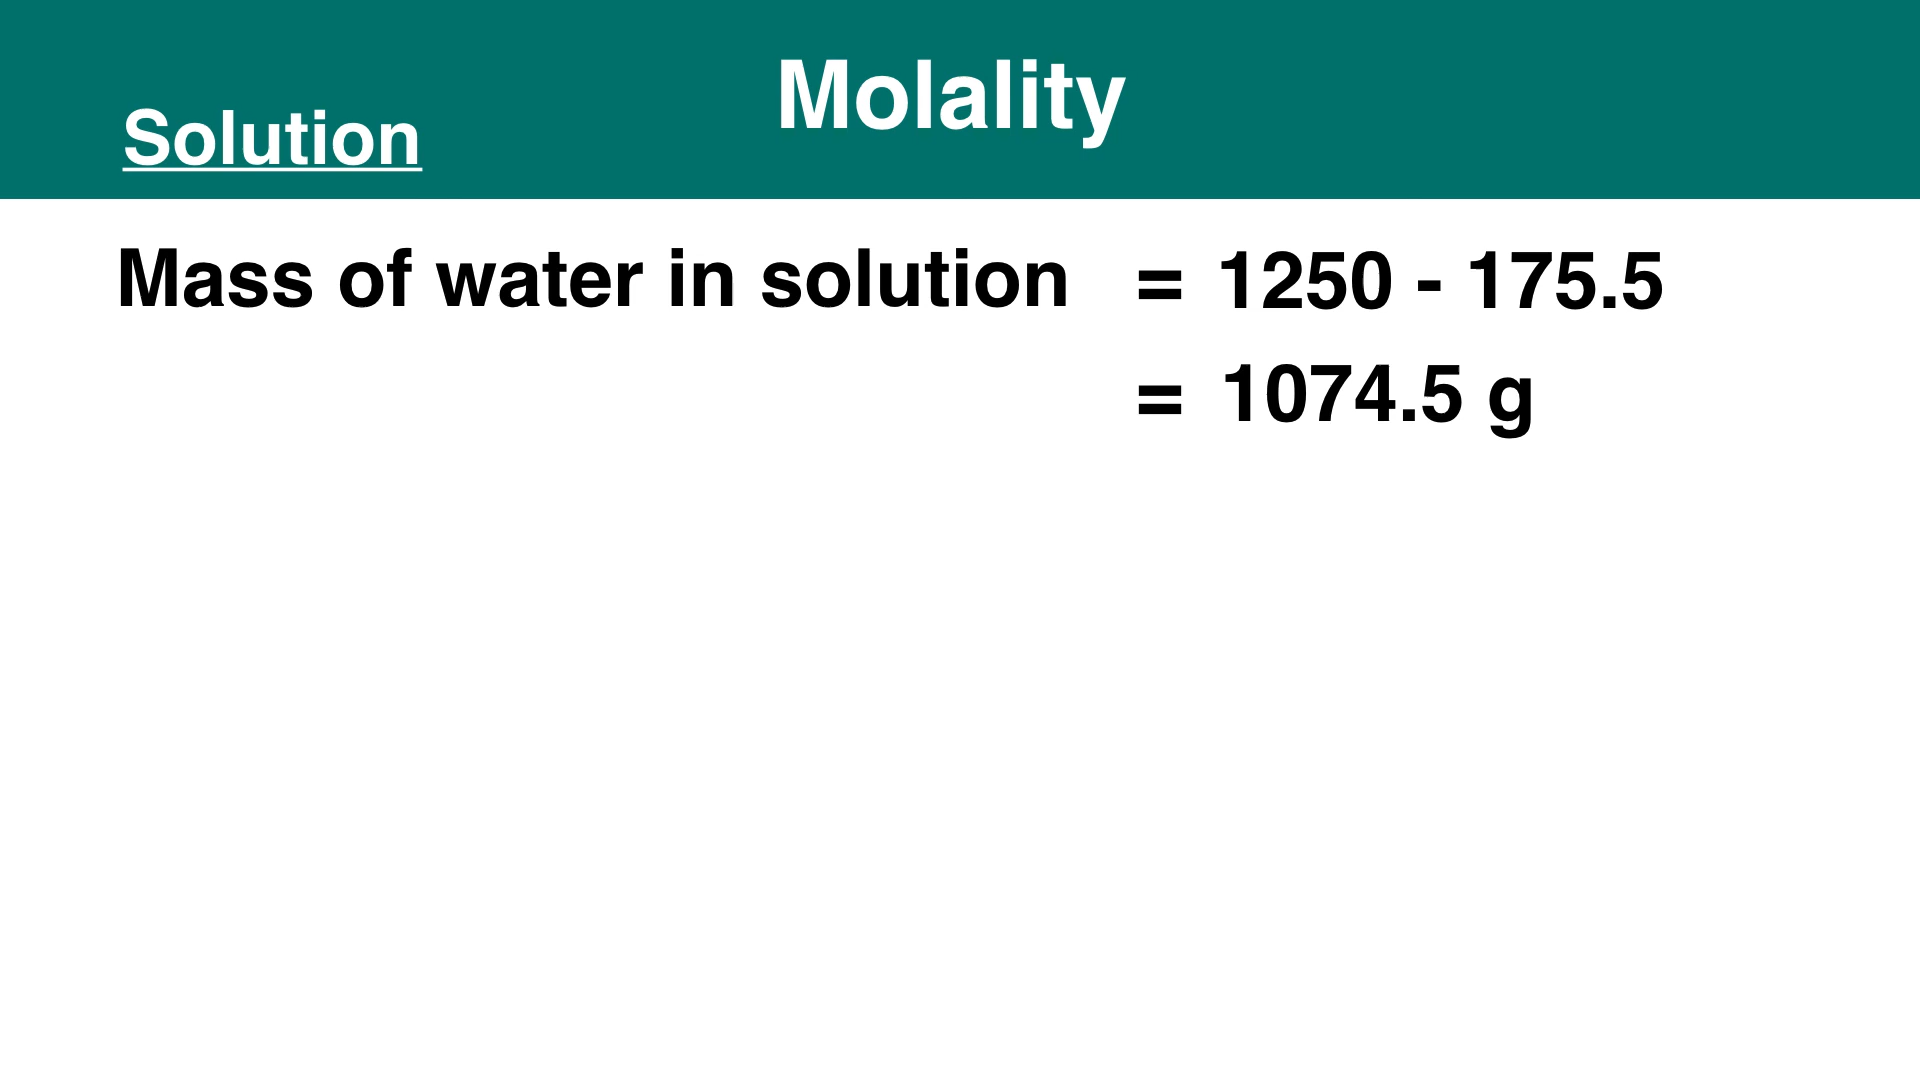 Molality
Solution
Mass of water in solution = 1250 - 175.5
= 1074.5 g